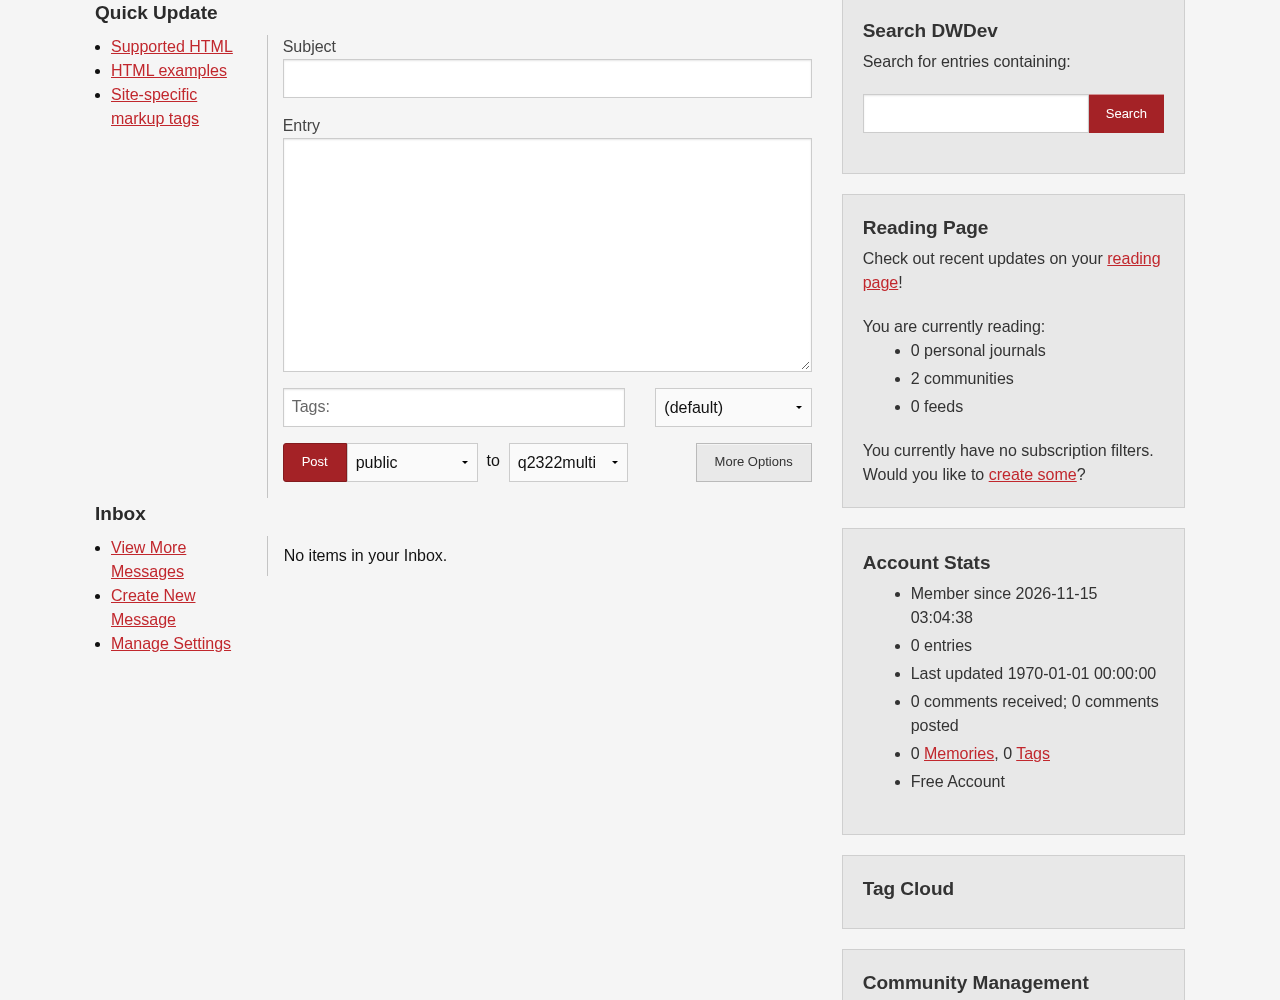 Quick Update
Supported HTML
HTML examples
Site-specific
markup tags
Subject
Entry
Tags:
(default)
Post
public
to
q2322multi
More Options
Inbox
View More
Messages
Create New
Message
Manage Settings
No items in your Inbox.
Search DWDev
Search for entries containing:
Search
Reading Page
Check out recent updates on your reading
page!
You are currently reading:
0 personal journals
2 communities
0 feeds
You currently have no subscription filters.
Would you like to create some?
Account Stats
Member since 2026-11-15
03:04:38
0 entries
Last updated 1970-01-01 00:00:00
0 comments received; 0 comments
posted
0 Memories, 0 Tags
Free Account
Tag Cloud
Community Management